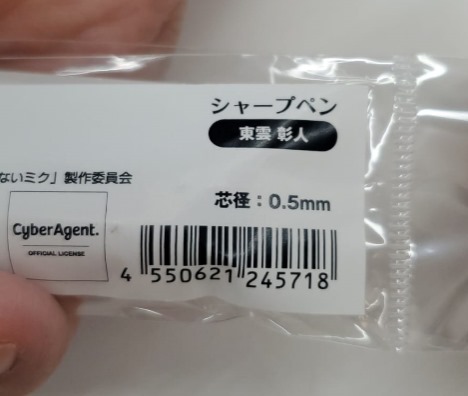 シャープペン
東雲 彰人
ないミク」製作委員会
芯径：0.5mm
CyberAgent.
OFFICIAL LICENSE
4 550621 245718